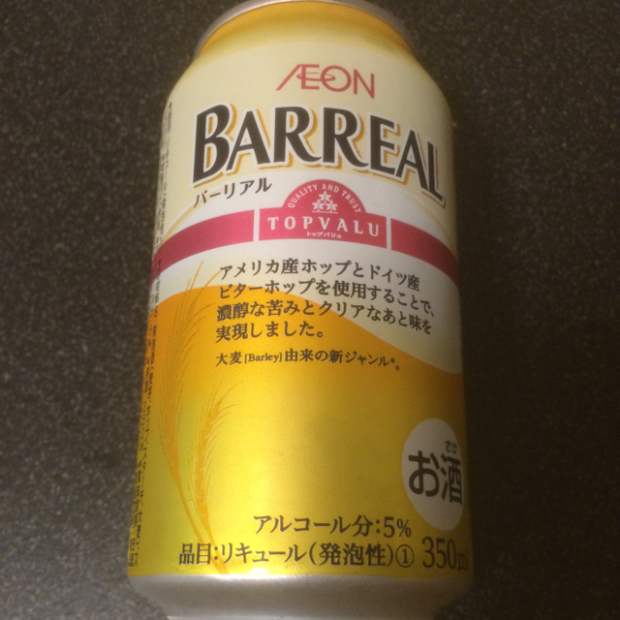 ÆON
BARREAL
バーリアル
QUALITY AND TRUST
TOPVALU
トップバリュ
アメリカ産ホップとドイツ産
ビターホップを使用することで、
濃醇な苦みとクリアなあと味を
実現しました。
大麦[Barley]由来の新ジャンル*。
さけ
お酒
アルコール分:5%
品目:リキュール(発泡性)① 350ml